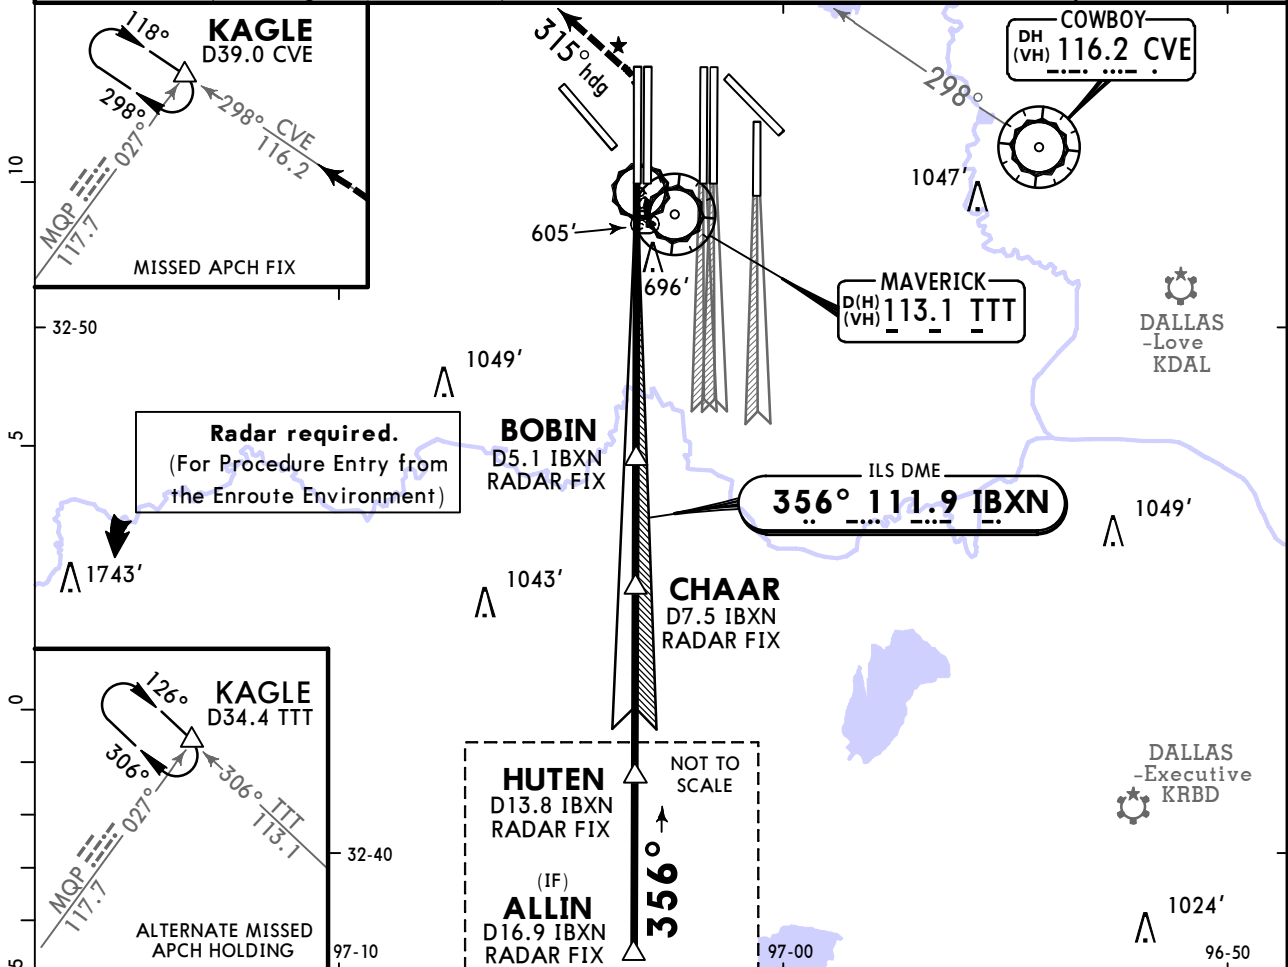 118°
KAGLE
D39.0 CVE
298°
298° CVE
116.2
027°
MQP
117.7
MISSED APCH FIX
315° hdg
298°
COWBOY
DH
(VH) 116.2 CVE
1047'
605'
696'
MAVERICK
D(H)
(VH) 113.1 TTT
DALLAS
-Love
KDAL
10
32-50
1049'
5
Radar required.
(For Procedure Entry from
the Enroute Environment)
BOBIN
D5.1 IBXN
RADAR FIX
ILS DME
356° 111.9 IBXN
1049'
1743'
1043'
CHAAR
D7.5 IBXN
RADAR FIX
0
126°
KAGLE
D34.4 TTT
306°
306° TTT
113.1
027°
MQP
117.7
ALTERNATE MISSED
APCH HOLDING
32-40
97-10
HUTEN
D13.8 IBXN
RADAR FIX
NOT TO
SCALE
356°
(IF)
ALLIN
D16.9 IBXN
RADAR FIX
DALLAS
-Executive
KRBD
1024'
97-00
96-50
5